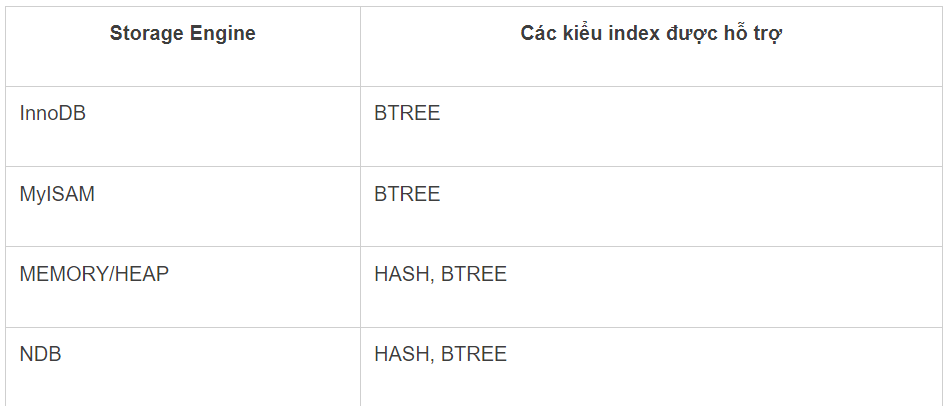 Storage Engine
Các kiểu index được hỗ trợ
InnoDB
BTREE
MyISAM
BTREE
MEMORY/HEAP
HASH, BTREE
NDB
HASH, BTREE